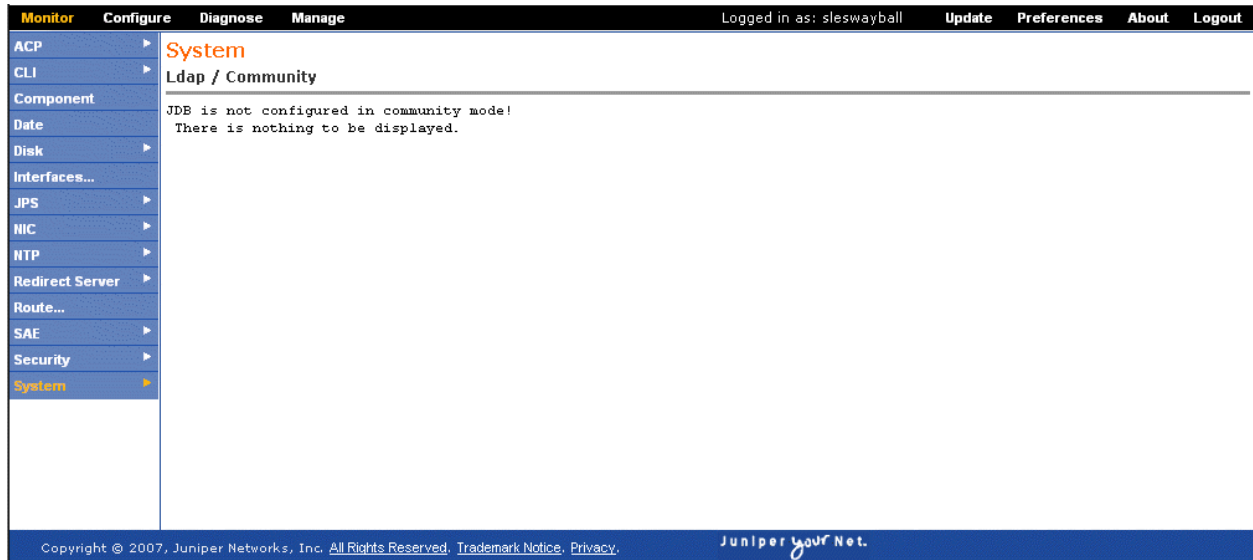 Monitor Configure Diagnose Manage Logged in as: sleswayball Update Preferences About Logout
ACP
CLI
Component
Date
Disk
Interfaces...
JPS
NIC
NTP
Redirect Server
Route...
SAE
Security
System
System
Ldap / Community
JDB is not configured in community mode!
There is nothing to be displayed.
Copyright © 2007, Juniper Networks, Inc. All Rights Reserved. Trademark Notice. Privacy.
Juniper your Net.